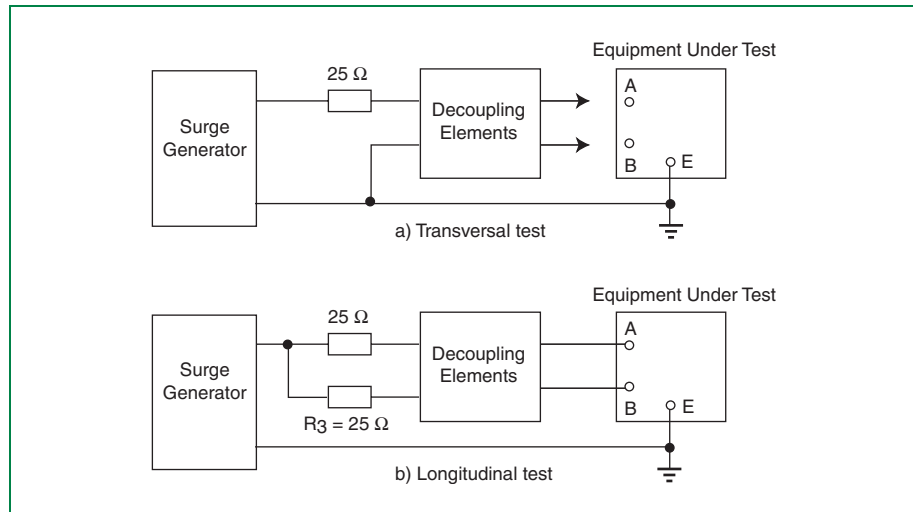 Equipment Under Test
25 Ω
A
Surge
Generator
Decoupling
Elements
B
E
a) Transversal test
Equipment Under Test
25 Ω
A
Surge
Generator
Decoupling
Elements
B
E
R3 = 25 Ω
b) Longitudinal test